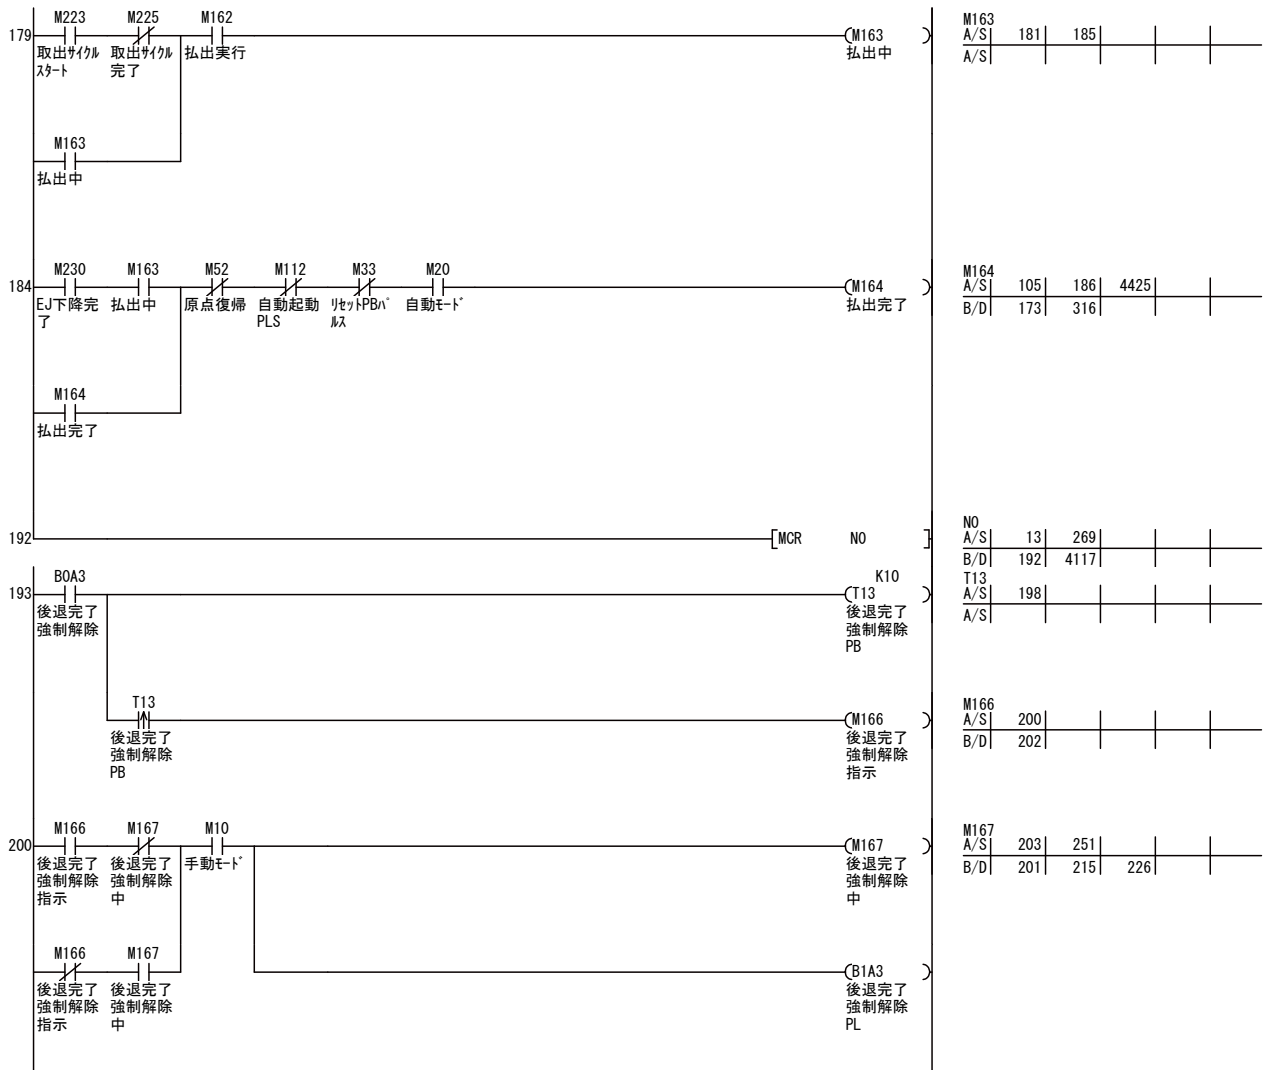 M223 M225 M162
179 (M163 )
取出ｻｲｸﾙ 取出ｻｲｸﾙ 払出実行 払出中
ｽﾀｰﾄ 完了
M163
A/S 181 185
A/S
M163
払出中
M230 M163 M52 M112 M33 M20
184 (M164 )
EJ下降完 払出中 原点復帰 自動起動 ﾘｾｯﾄPBﾊﾟ 自動ﾓｰﾄﾞ 払出完了
了 PLS ﾙｽ
M164
A/S 105 186 4425
B/D 173 316
M164
払出完了
192 [MCR N0 ]
N0
A/S 13 269
B/D 192 4117
B0A3 K10
193 (T13 )
後退完了 後退完了
強制解除 強制解除
PB
T13
A/S 198
A/S
T13
(M166 )
後退完了 後退完了
強制解除 強制解除
PB 指示
M166
A/S 200
B/D 202
M166 M167 M10
200 (M167 )
後退完了 後退完了 手動ﾓｰﾄﾞ 後退完了
強制解除 強制解除 強制解除
指示 中 中
M167
A/S 203 251
B/D 201 215 226
M166 M167
(B1A3 )
後退完了 後退完了 後退完了
強制解除 強制解除 強制解除
指示 中 PL